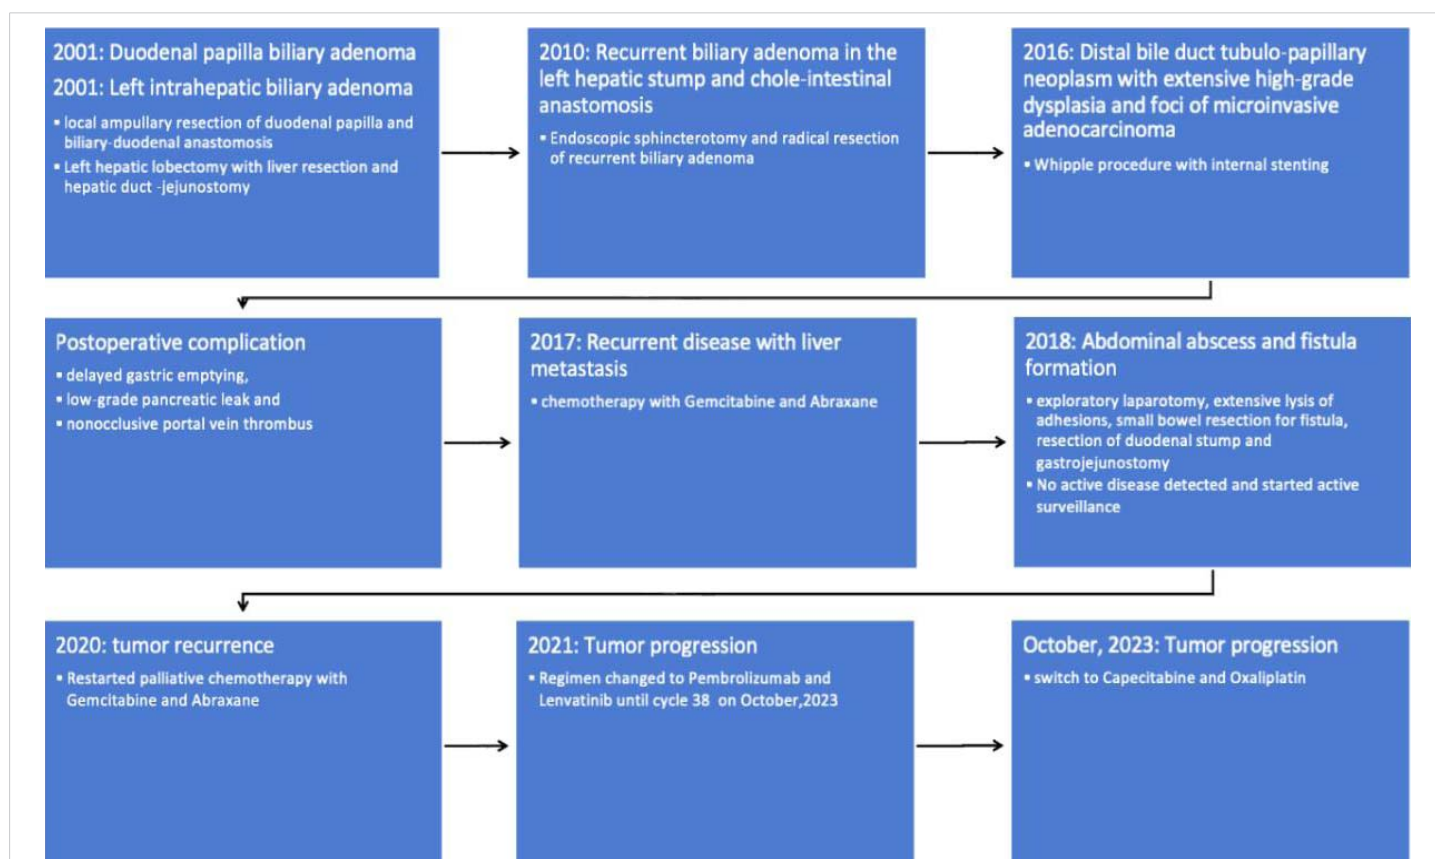 2001: Duodenal papilla biliary adenoma
2001: Left intrahepatic biliary adenoma
▪ local ampullary resection of duodenal papilla and
biliary-duodenal anastomosis
▪ Left hepatic lobectomy with liver resection and
hepatic duct -jejunostomy
2010: Recurrent biliary adenoma in the
left hepatic stump and chole-intestinal
anastomosis
▪ Endoscopic sphincterotomy and radical resection
of recurrent biliary adenoma
2016: Distal bile duct tubulo-papillary
neoplasm with extensive high-grade
dysplasia and foci of microinvasive
adenocarcinoma
▪ Whipple procedure with internal stenting
Postoperative complication
▪ delayed gastric emptying,
▪ low-grade pancreatic leak and
▪ nonocclusive portal vein thrombus
2017: Recurrent disease with liver
metastasis
▪ chemotherapy with Gemcitabine and Abraxane
2018: Abdominal abscess and fistula
formation
▪ exploratory laparotomy, extensive lysis of
adhesions, small bowel resection for fistula,
resection of duodenal stump and
gastrojejunostomy
▪ No active disease detected and started active
surveillance
2020: tumor recurrence
▪ Restarted palliative chemotherapy with
Gemcitabine and Abraxane
2021: Tumor progression
▪ Regimen changed to Pembrolizumab and
Lenvatinib until cycle 38 on October,2023
October, 2023: Tumor progression
▪ switch to Capecitabine and Oxaliplatin